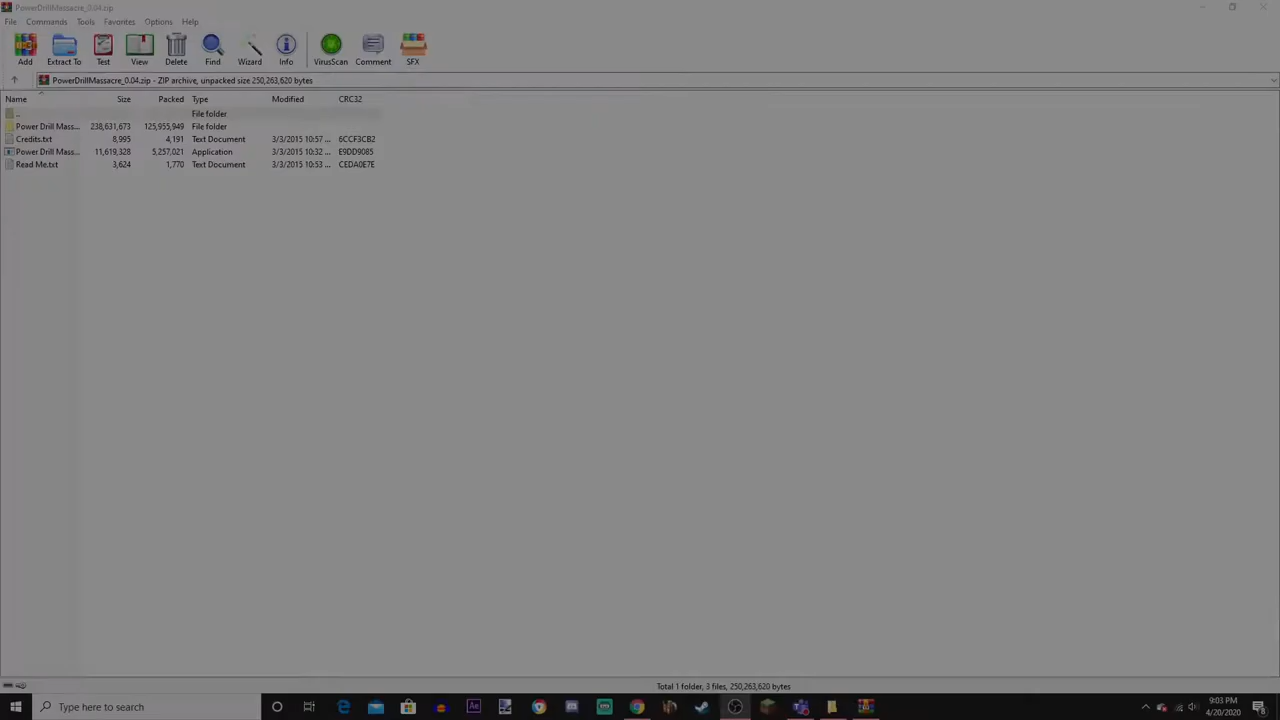 PowerDrillMassacre_0.04.zip
File Commands Tools Favorites Options Help
Add Extract To Test View Delete Find Wizard Info VirusScan Comment SFX
PowerDrillMassacre_0.04.zip - ZIP archive, unpacked size 250,263,620 bytes
Name Size Packed Type Modified CRC32
.. File folder
Power Drill Mass... 238,631,673 125,955,949 File folder
Credits.txt 8,995 4,191 Text Document 3/3/2015 10:57 ... 6CCF3CB2
Power Drill Mass... 11,619,328 5,257,021 Application 3/3/2015 10:32 ... E9DD9085
Read Me.txt 3,624 1,770 Text Document 3/3/2015 10:53 ... CEDA0E7E
Total 1 folder, 3 files, 250,263,620 bytes
Type here to search
Ae
9:03 PM
4/20/2020
8